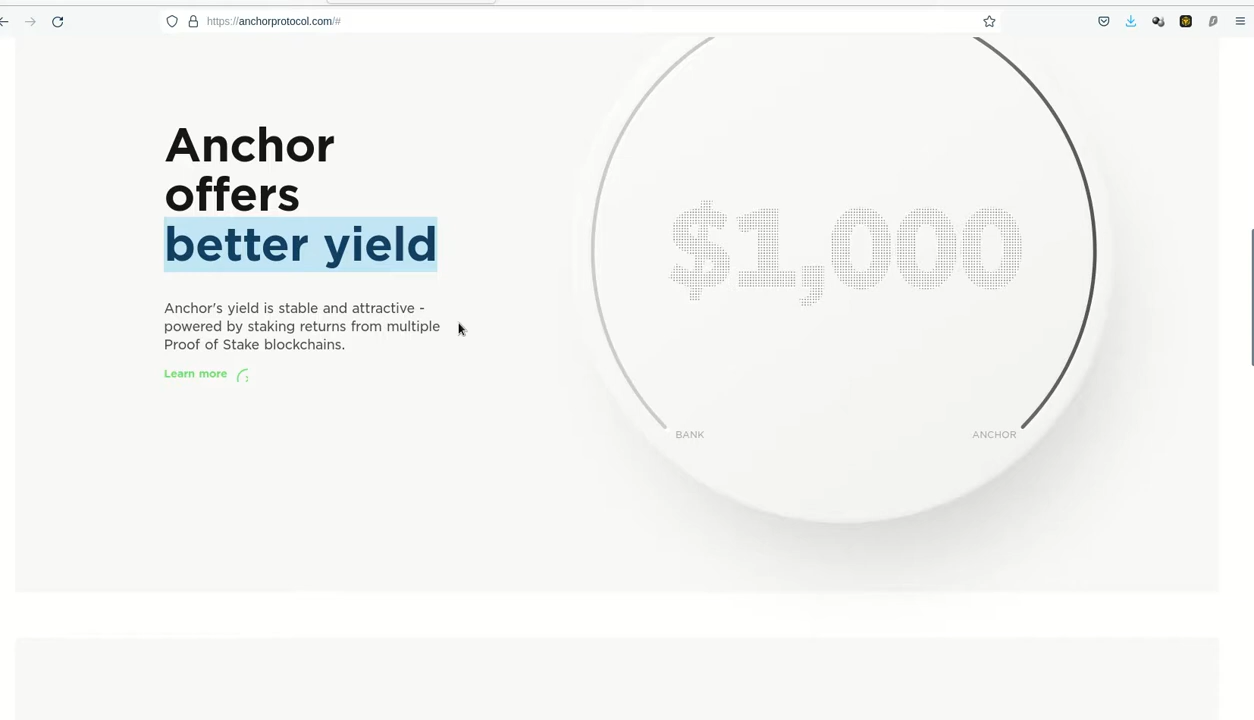 https://anchorprotocol.com/#
Anchor
offers
better yield
Anchor's yield is stable and attractive -
powered by staking returns from multiple
Proof of Stake blockchains.
Learn more
$1,000
BANK
ANCHOR